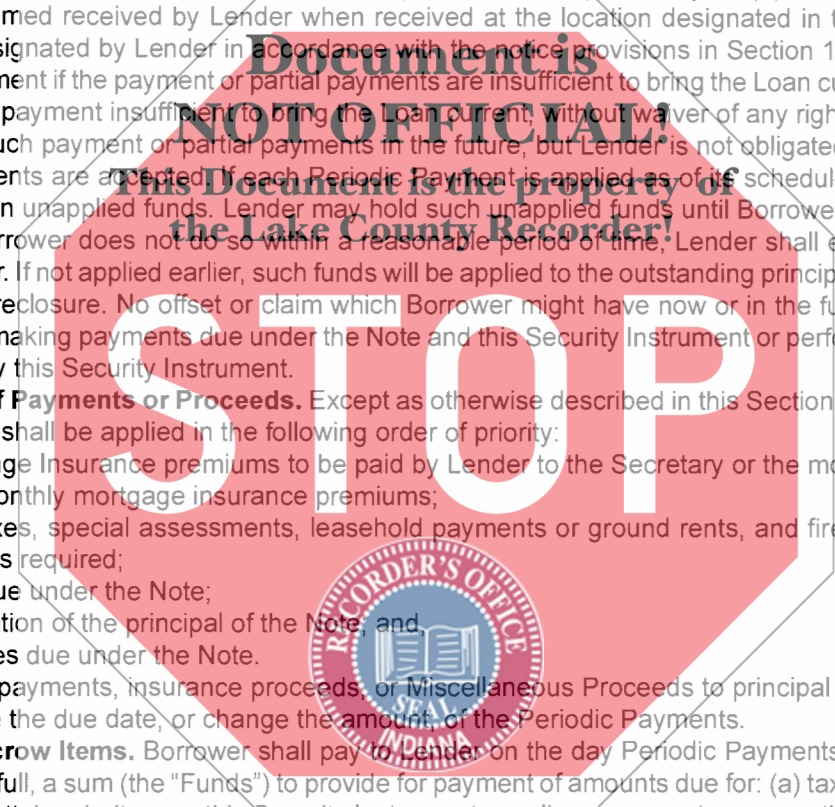 med received by Lender when received at the location designated in
signated by Lender in accordance with the notice provisions in Section 1
Document is
ment if the payment or partial payments are insufficient to bring the Loan c
payment insufficient to bring the Loan current, without waiver of any righ
NOT OFFICIAL!
uch payment or partial payments in the future, but Lender is not obligate
ents are accepted. If each Periodic Payment is applied as of its schedul
This Document is the property of
n unapplied funds. Lender may hold such unapplied funds until Borrowe
the Lake County Recorder!
rrower does not do so within a reasonable period of time, Lender shall e
r. If not applied earlier, such funds will be applied to the outstanding princip
reclosure. No offset or claim which Borrower might have now or in the fu
making payments due under the Note and this Security Instrument or perfo
y this Security Instrument.
STOP
f Payments or Proceeds. Except as otherwise described in this Section
shall be applied in the following order of priority:
ge Insurance premiums to be paid by Lender to the Secretary or the mo
onthly mortgage insurance premiums;
xes, special assessments, leasehold payments or ground rents, and fire
s required;
ue under the Note;
tion of the principal of the Note; and,
es due under the Note.
RECORDER'S OFFICE
SEAL
INDIANA
payments, insurance proceeds, or Miscellaneous Proceeds to principal
the due date, or change the amount, of the Periodic Payments.
crow Items. Borrower shall pay to Lender on the day Periodic Payments
full, a sum (the “Funds”) to provide for payment of amounts due for: (a) tax